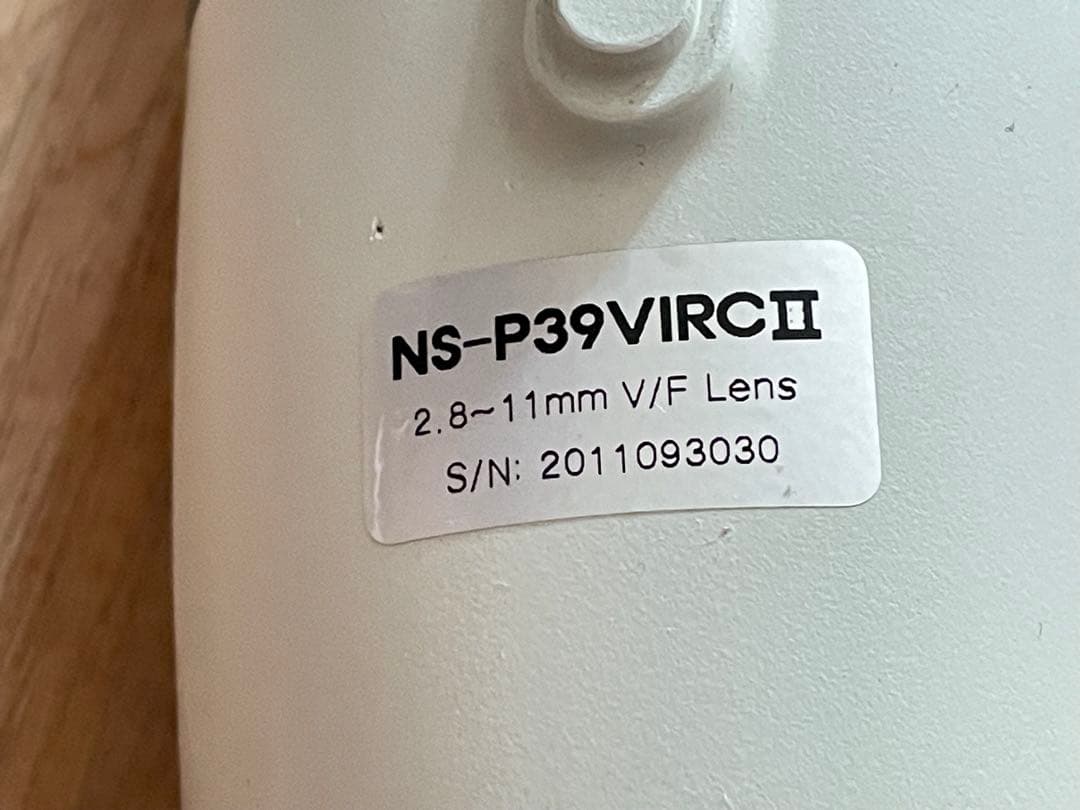 NS-P39VIRCⅡ
2.8~11mm V/F Lens
S/N: 2011093030